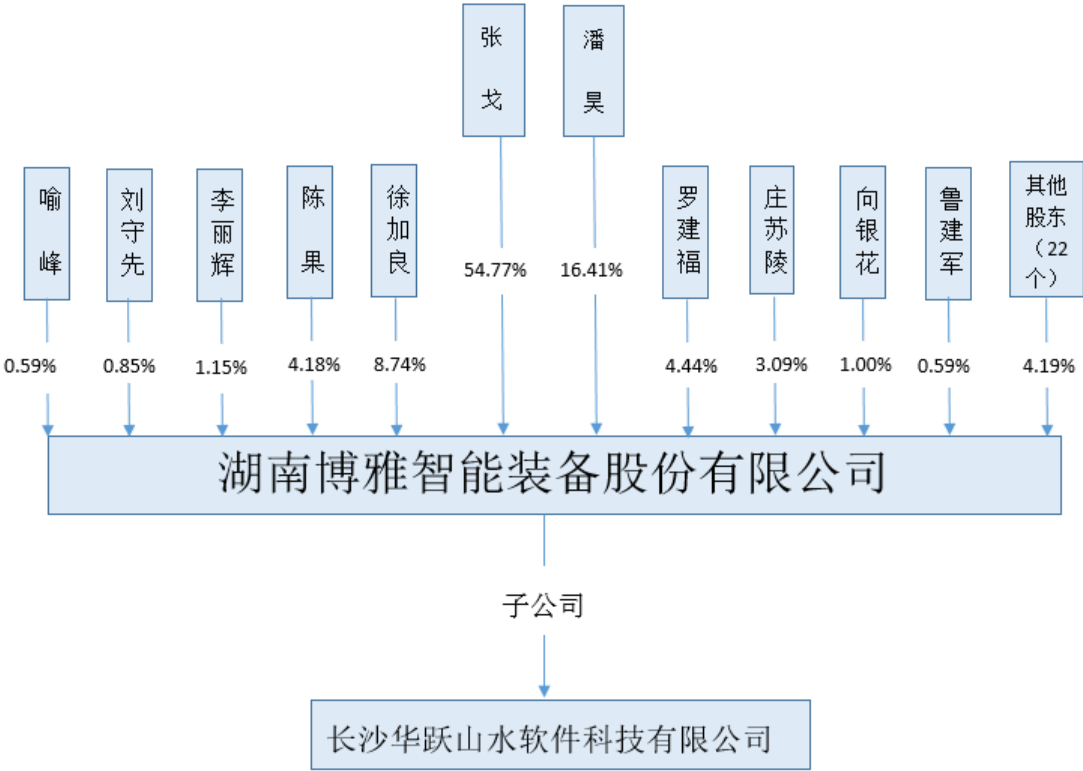 张戈
潘昊
喻峰
刘守先
李丽辉
陈果
徐加良
罗建福
庄苏陵
向银花
鲁建军
其他
股东
（22
个）
54.77%
16.41%
0.59%
0.85%
1.15%
4.18%
8.74%
4.44%
3.09%
1.00%
0.59%
4.19%
湖南博雅智能装备股份有限公司
子公司
长沙华跃山水软件科技有限公司